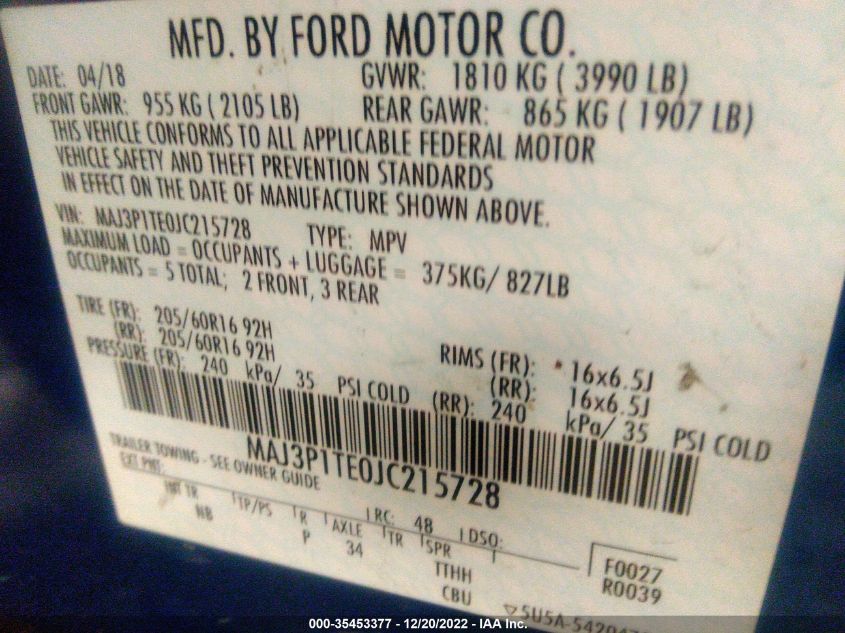 MFD. BY FORD MOTOR CO.
DATE: 04/18 GVWR: 1810 KG ( 3990 LB)
FRONT GAWR: 955 KG ( 2105 LB) REAR GAWR: 865 KG ( 1907 LB)
THIS VEHICLE CONFORMS TO ALL APPLICABLE FEDERAL MOTOR
VEHICLE SAFETY AND THEFT PREVENTION STANDARDS
IN EFFECT ON THE DATE OF MANUFACTURE SHOWN ABOVE.
VIN: MAJ3P1TE0JC215728 TYPE: MPV
MAXIMUM LOAD = OCCUPANTS + LUGGAGE = 375KG/ 827LB
OCCUPANTS = 5 TOTAL; 2 FRONT, 3 REAR
TIRE (FR): 205/60R16 92H RIMS (FR): 16x6.5J
(RR): 205/60R16 92H (RR): 16x6.5J
PRESSURE (FR): 240 kPa/ 35 PSI COLD (RR): 240 kPa/ 35 PSI COLD
MAJ3P1TE0JC215728
TRAILER TOWING - SEE OWNER GUIDE
EXT PNT: RC: 48 DSO:
INT TR TP/PS R AXLE TR SPR
NB P 34 TTHH
CBU
F0027
R0039
5U5A-54204
000-35453377 - 12/20/2022 - IAA Inc.